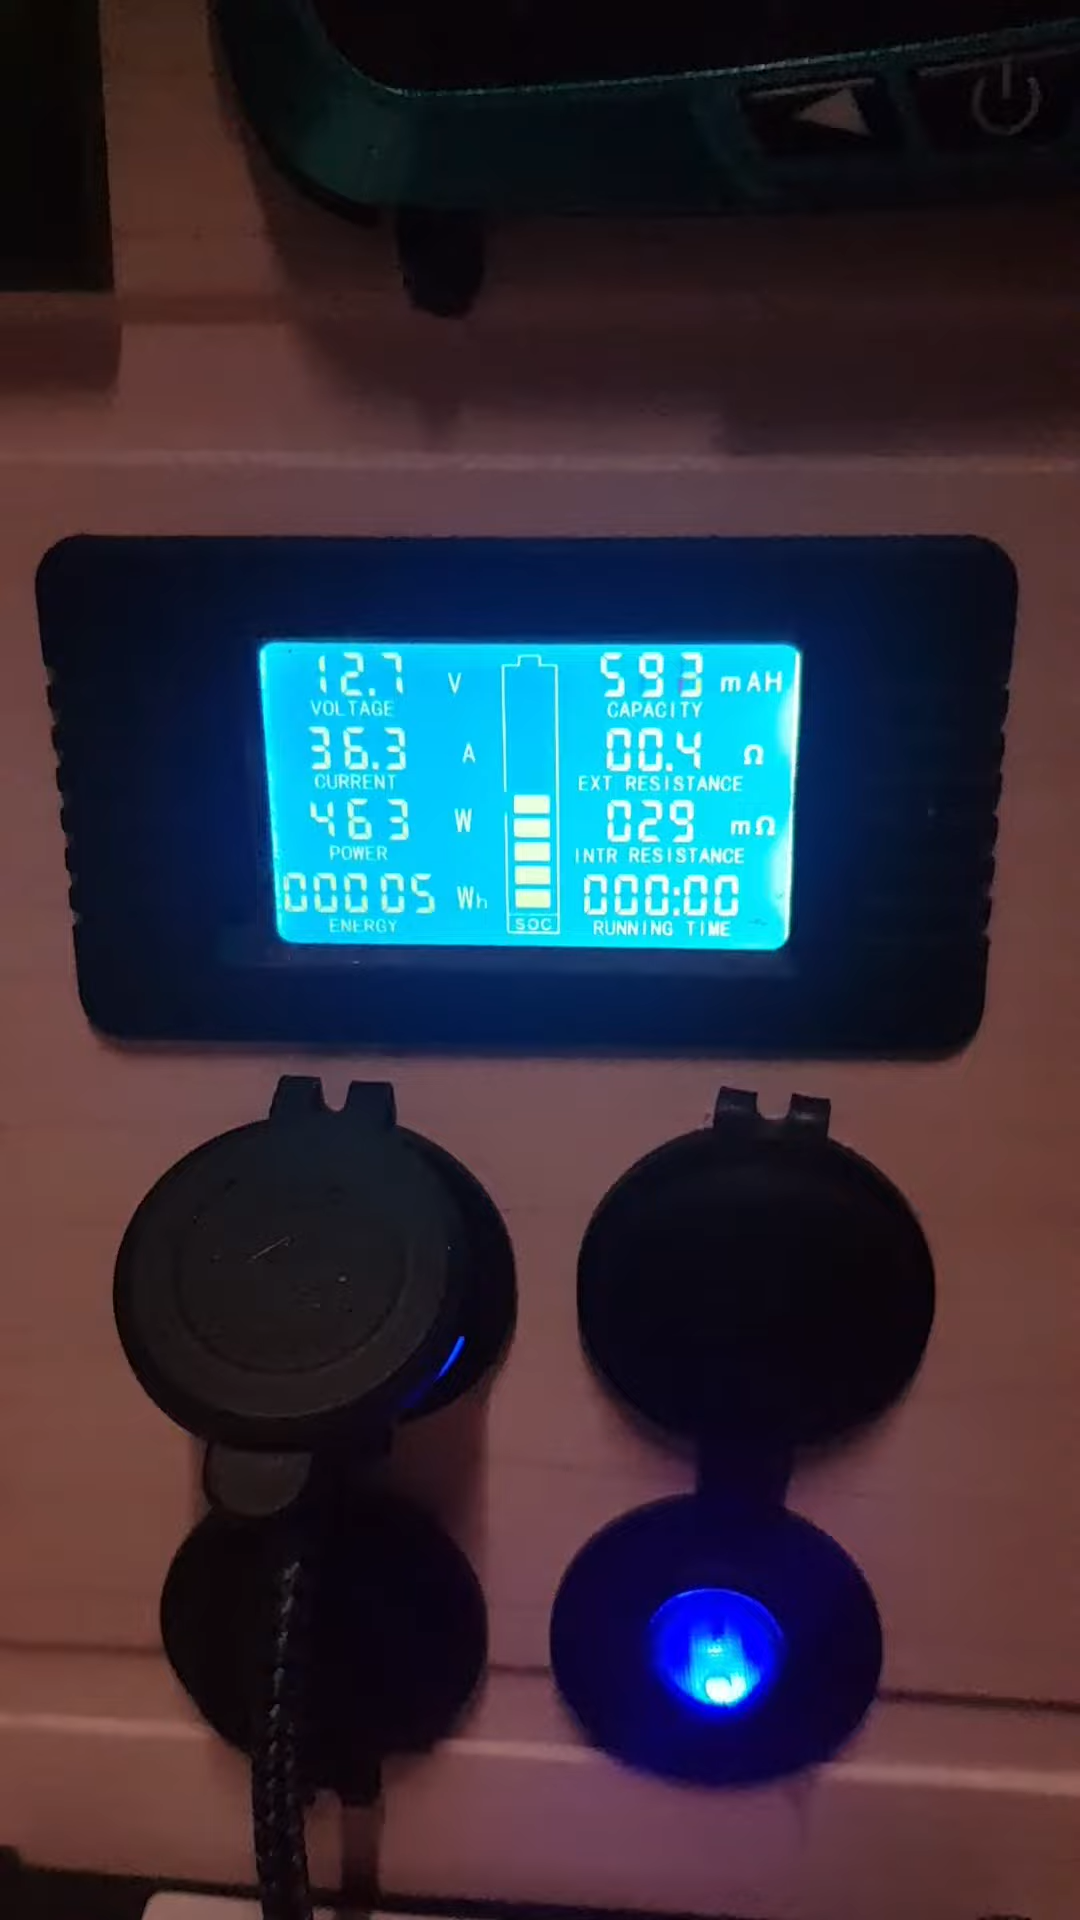 12.7 V
VOLTAGE
36.3 A
CURRENT
463 W
POWER
00005 Wh
ENERGY
SOC
593 mAH
CAPACITY
00.4 Ω
EXT RESISTANCE
029 mΩ
INTR RESISTANCE
000:00
RUNNING TIME